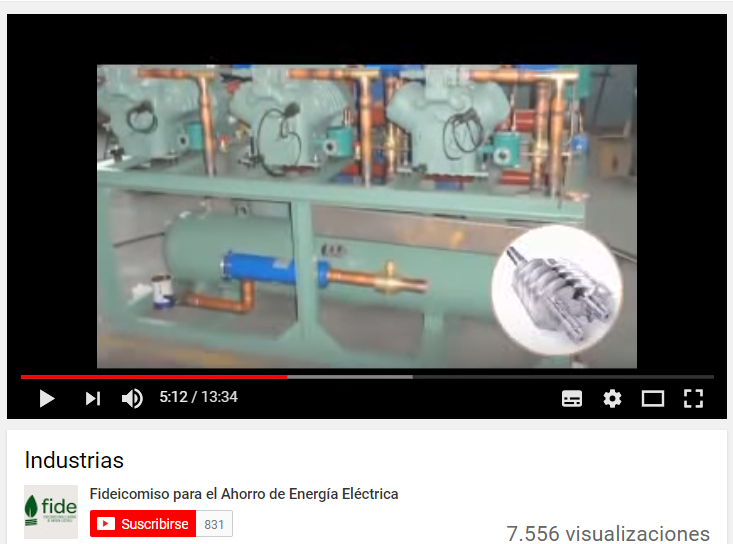 5:12 / 13:34
Industrias
fide
Fideicomiso para el Ahorro de Energía Eléctrica
Suscribirse 831
7.556 visualizaciones